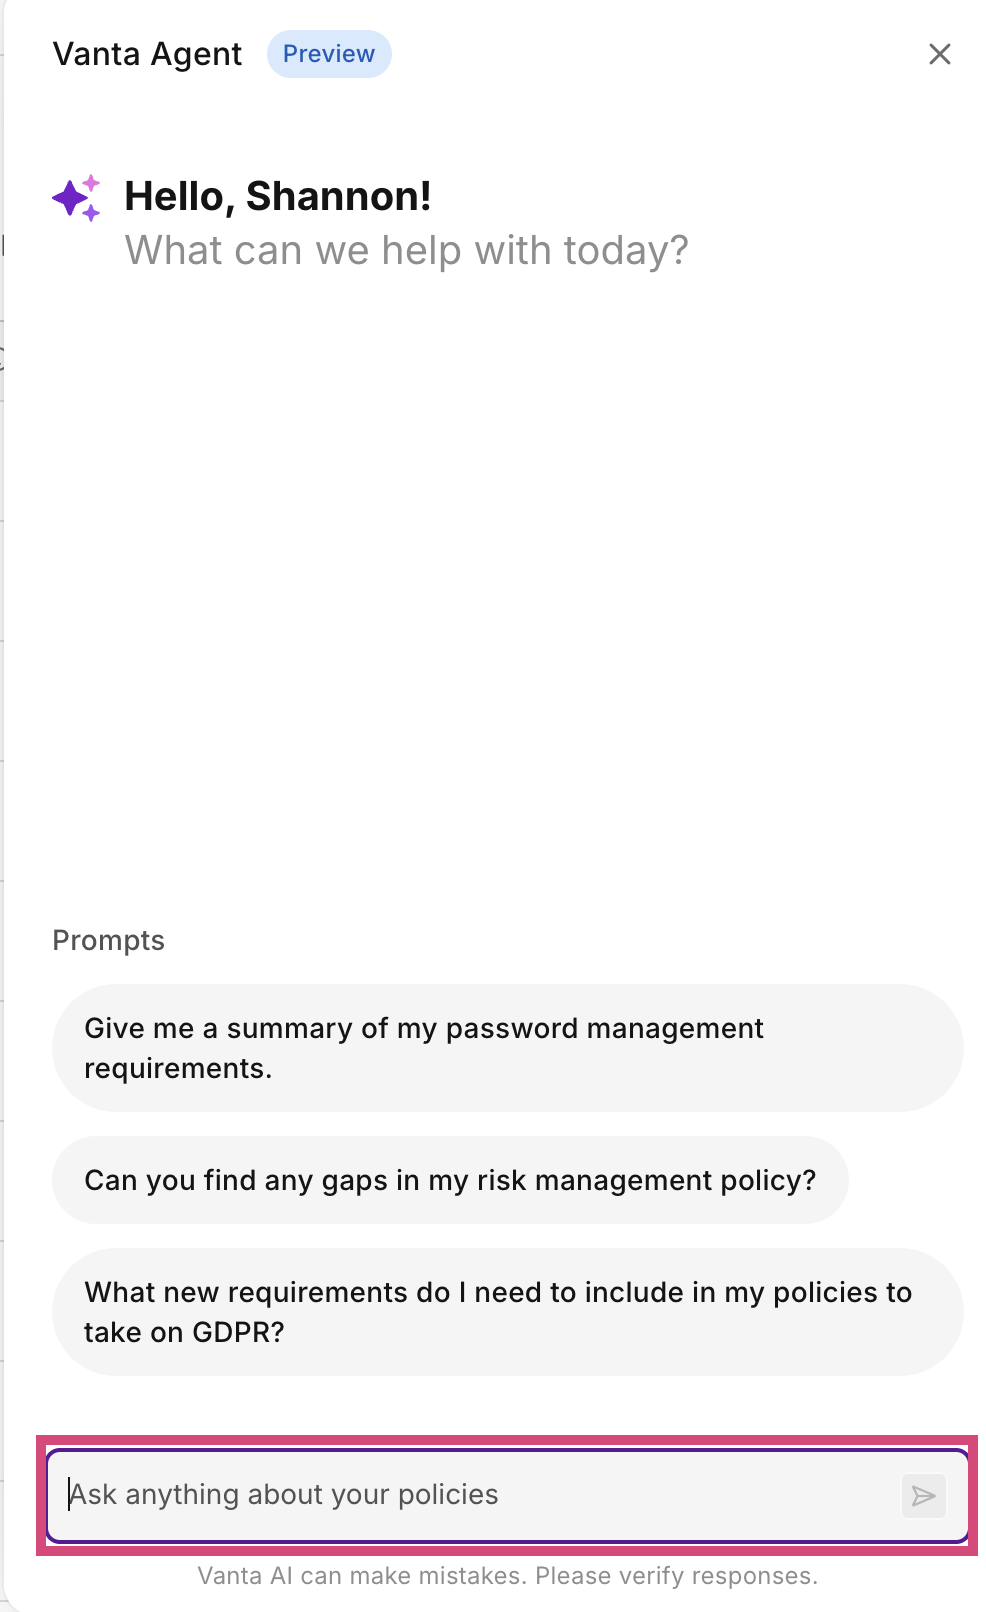 Vanta Agent Preview
Hello, Shannon!
What can we help with today?
Prompts
Give me a summary of my password management
requirements.
Can you find any gaps in my risk management policy?
What new requirements do I need to include in my policies to
take on GDPR?
Ask anything about your policies
Vanta AI can make mistakes. Please verify responses.